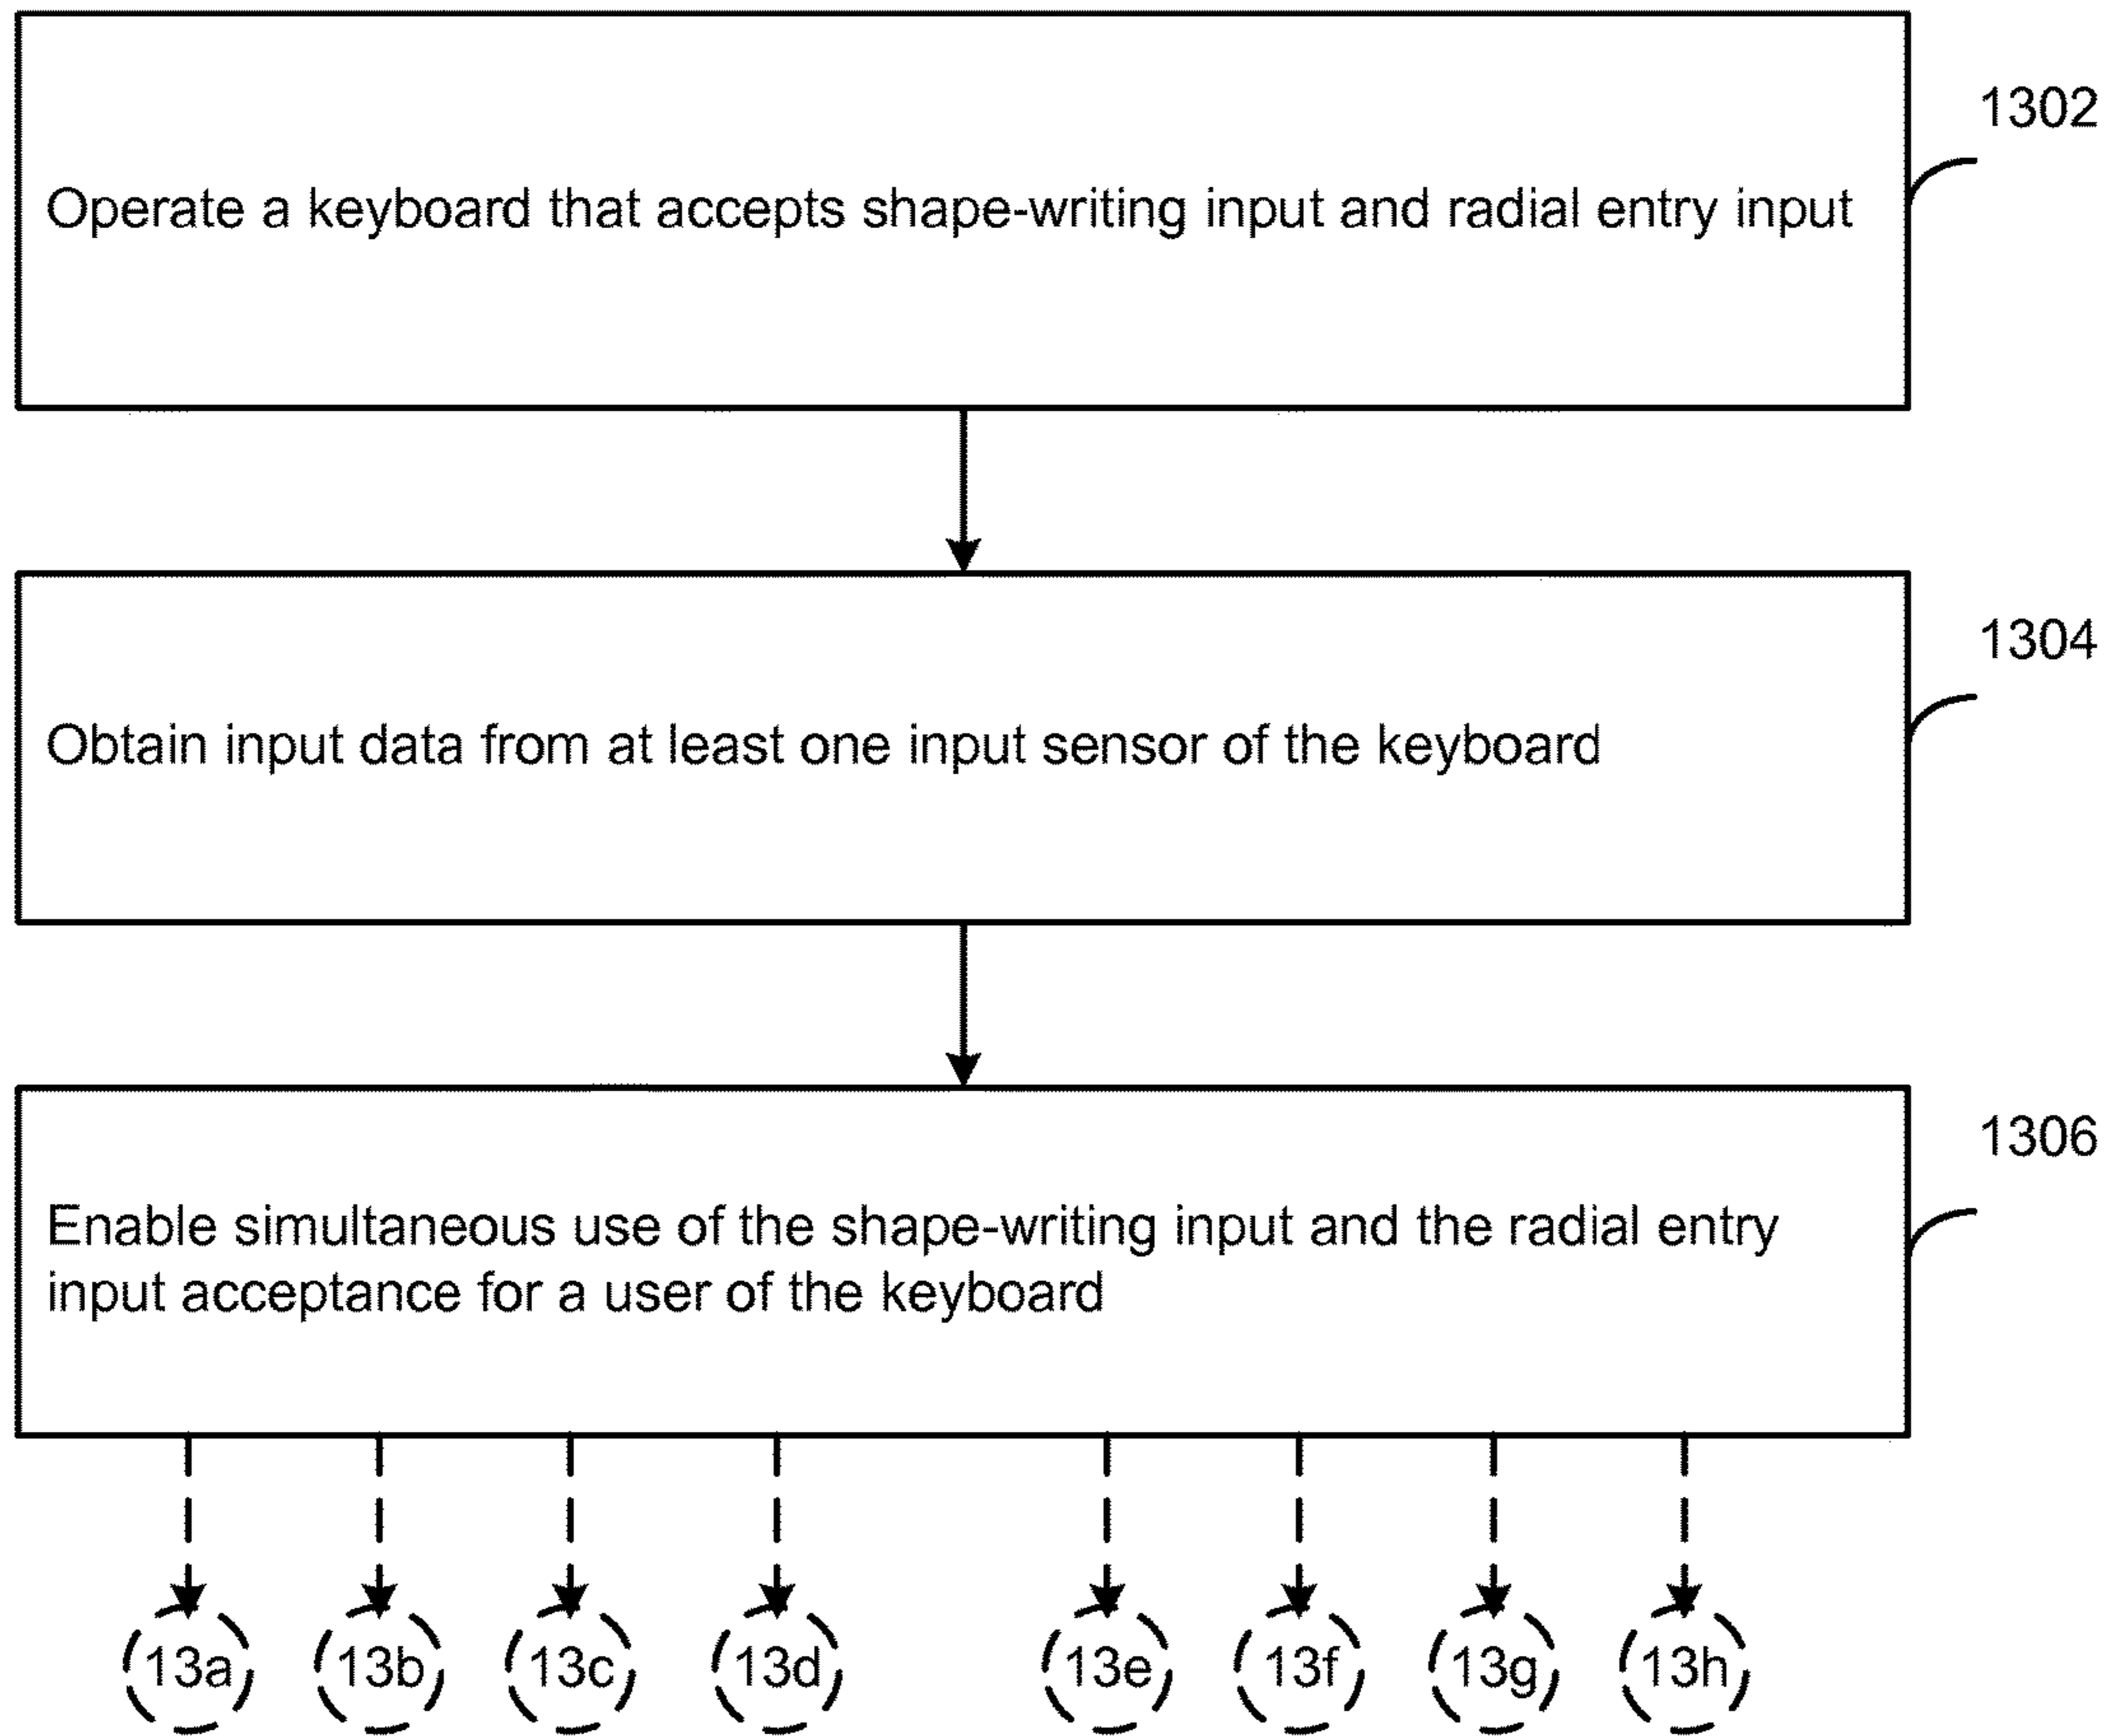 1302
Operate a keyboard that accepts shape-writing input and radial entry input
1304
Obtain input data from at least one input sensor of the keyboard
1306
Enable simultaneous use of the shape-writing input and the radial entry
input acceptance for a user of the keyboard
13a 13b 13c 13d 13e 13f 13g 13h